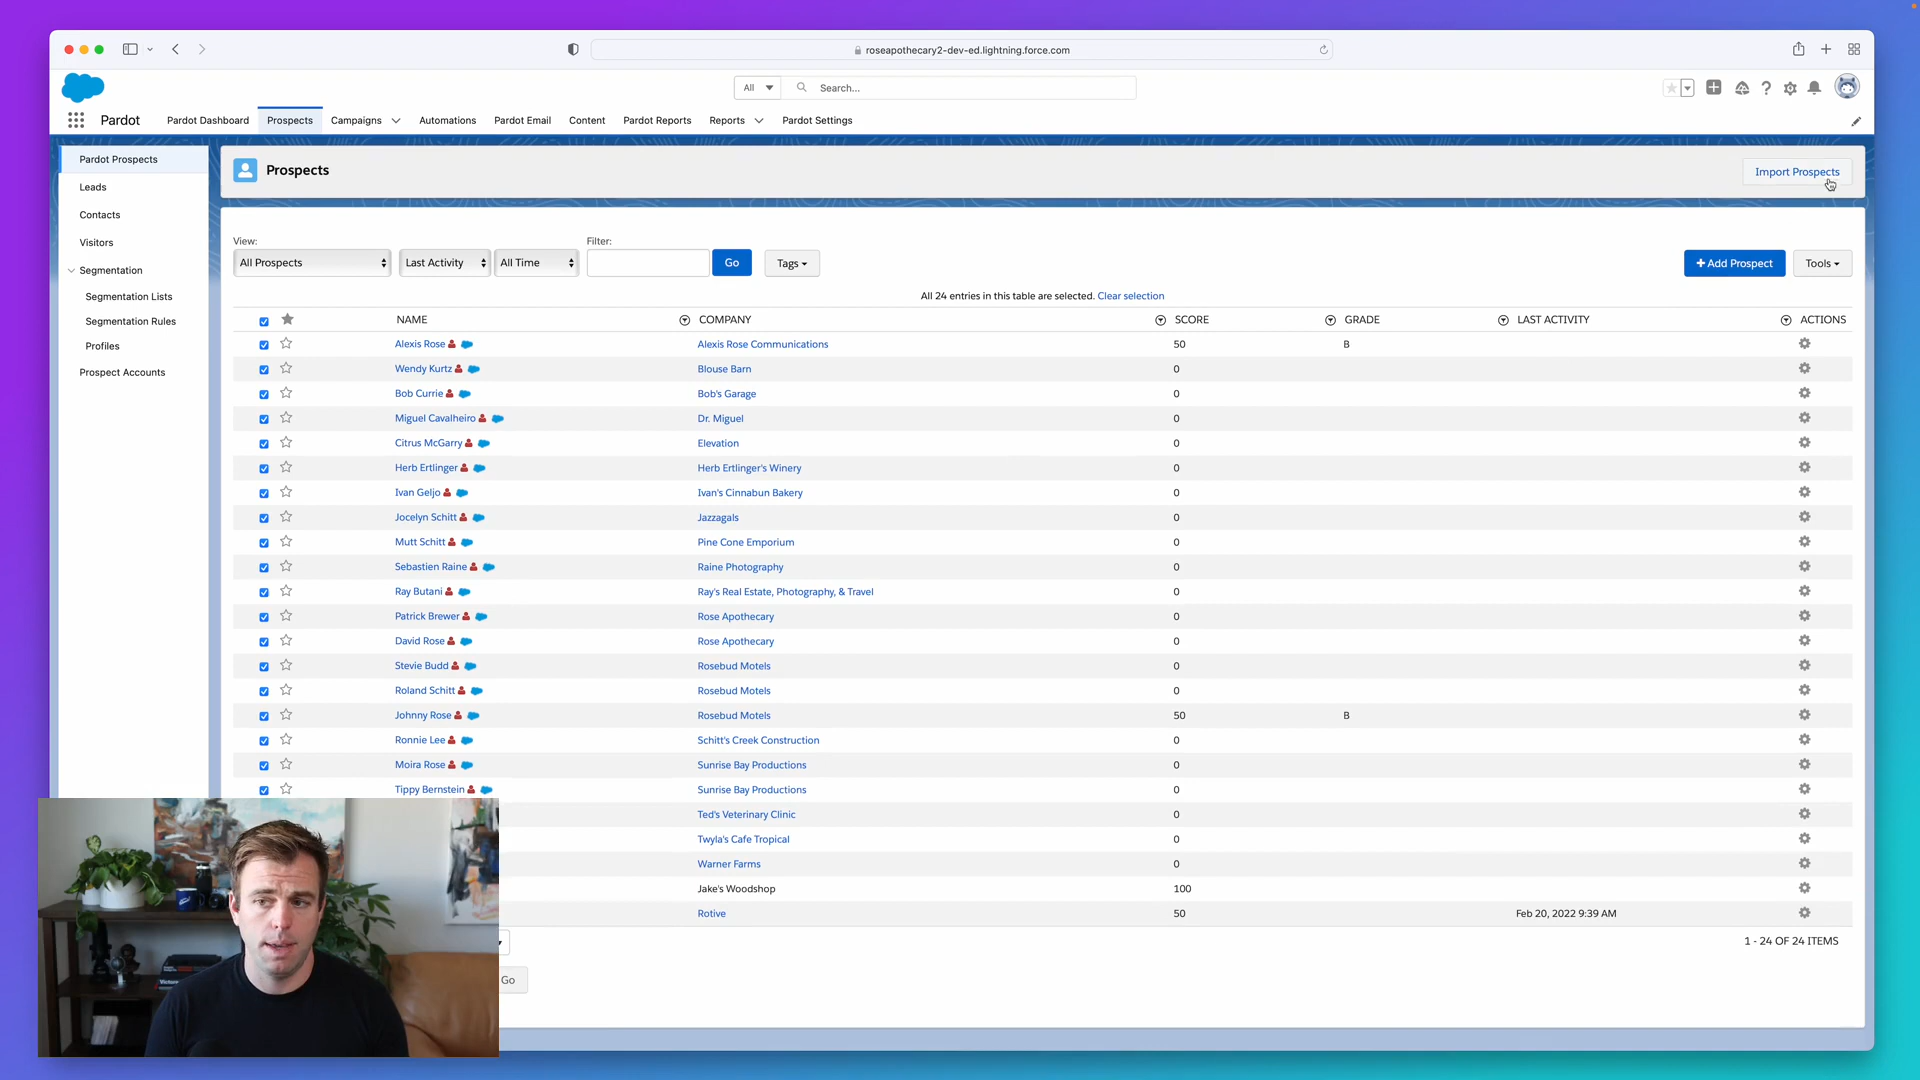 roseapothecary2-dev-ed.lightning.force.com
All
Search...
Pardot
Pardot Dashboard
Prospects
Campaigns
Automations
Pardot Email
Content
Pardot Reports
Reports
Pardot Settings
Pardot Prospects
Leads
Contacts
Visitors
Segmentation
Segmentation Lists
Segmentation Rules
Profiles
Prospect Accounts
Prospects
Import Prospects
View:
Filter:
All Prospects
Last Activity
All Time
Go
Tags
+ Add Prospect
Tools
All 24 entries in this table are selected. Clear selection
NAME COMPANY SCORE GRADE LAST ACTIVITY ACTIONS
Alexis Rose Alexis Rose Communications 50 B
Wendy Kurtz Blouse Barn 0
Bob Currie Bob's Garage 0
Miguel Cavalheiro Dr. Miguel 0
Citrus McGarry Elevation 0
Herb Ertlinger Herb Ertlinger's Winery 0
Ivan Geljo Ivan's Cinnabun Bakery 0
Jocelyn Schitt Jazzagals 0
Mutt Schitt Pine Cone Emporium 0
Sebastien Raine Raine Photography 0
Ray Butani Ray's Real Estate, Photography, & Travel 0
Patrick Brewer Rose Apothecary 0
David Rose Rose Apothecary 0
Stevie Budd Rosebud Motels 0
Roland Schitt Rosebud Motels 0
Johnny Rose Rosebud Motels 50 B
Ronnie Lee Schitt's Creek Construction 0
Moira Rose Sunrise Bay Productions 0
Tippy Bernstein Sunrise Bay Productions 0
Ted's Veterinary Clinic 0
Twyla's Cafe Tropical 0
Warner Farms 0
Jake's Woodshop 100
Rotive 50 Feb 20, 2022 9:39 AM
1 - 24 OF 24 ITEMS
Go